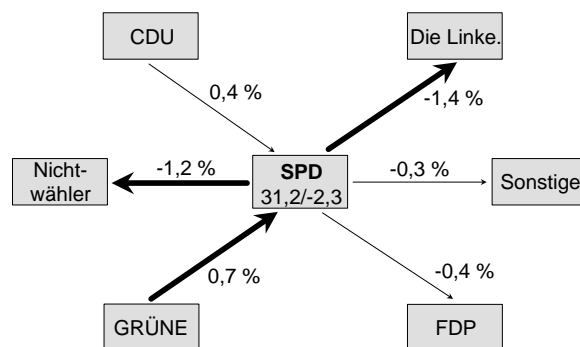 CDU
Die Linke.
0,4 %
-1,4 %
Nicht-
wähler
-1,2 %
SPD
31,2/-2,3
-0,3 %
Sonstige
0,7 %
-0,4 %
GRÜNE
FDP